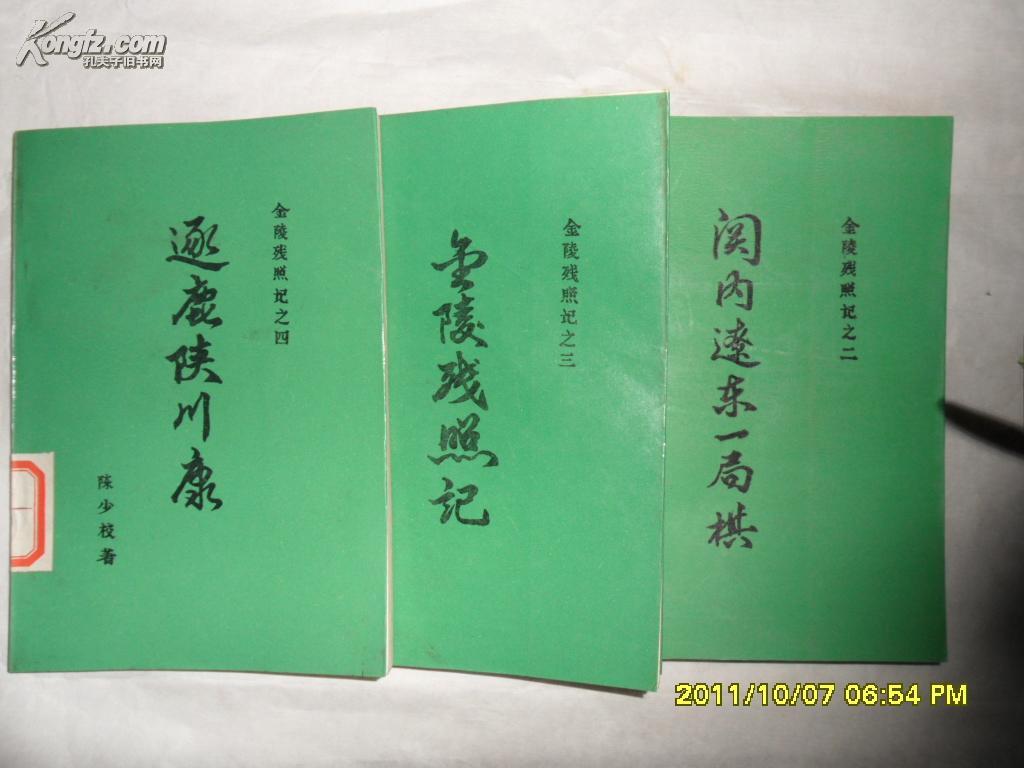 Kongfz.com
孔夫子旧书网
金陵残照记之四
逐鹿陕川康
陈少校著
金陵残照记之三
金陵残照记
金陵残照记之二
关内辽东一局棋
2011/10/07 06:54 PM